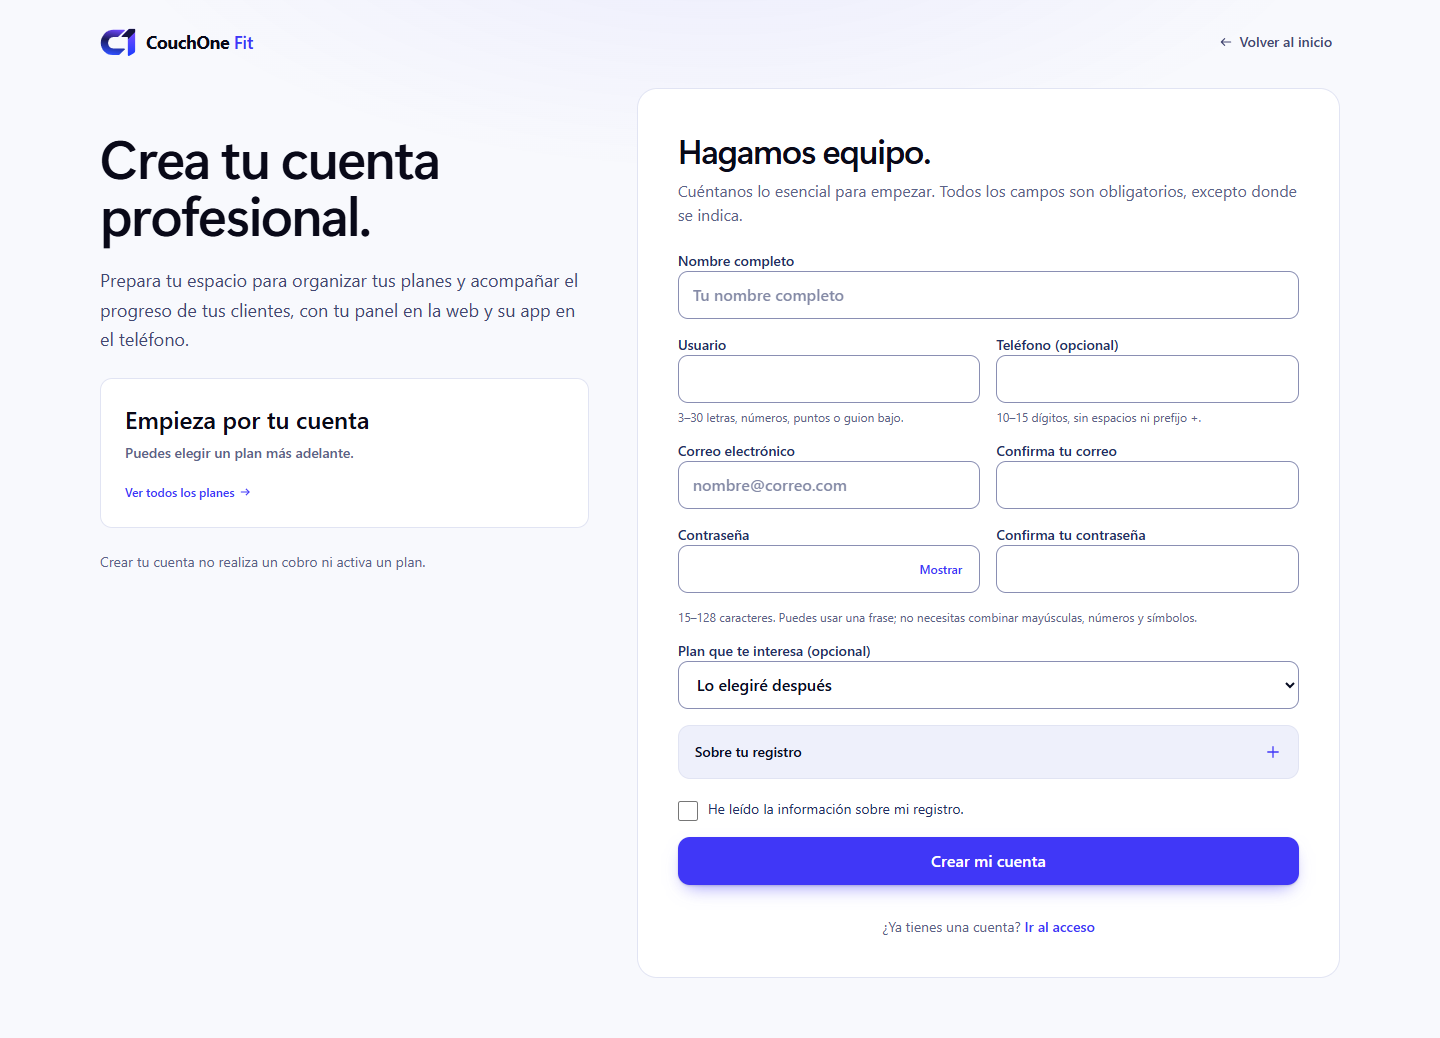 CouchOne Fit
← Volver al inicio
Crea tu cuenta
profesional.
Prepara tu espacio para organizar tus planes y acompañar el
progreso de tus clientes, con tu panel en la web y su app en
el teléfono.
Empieza por tu cuenta
Puedes elegir un plan más adelante.
Ver todos los planes →
Crear tu cuenta no realiza un cobro ni activa un plan.
Hagamos equipo.
Cuéntanos lo esencial para empezar. Todos los campos son obligatorios, excepto donde
se indica.
Nombre completo
Tu nombre completo
Usuario
3–30 letras, números, puntos o guion bajo.
Teléfono (opcional)
10–15 dígitos, sin espacios ni prefijo +.
Correo electrónico
nombre@correo.com
Confirma tu correo
Contraseña
Mostrar
Confirma tu contraseña
15–128 caracteres. Puedes usar una frase; no necesitas combinar mayúsculas, números y símbolos.
Plan que te interesa (opcional)
Lo elegiré después
Sobre tu registro +
He leído la información sobre mi registro.
Crear mi cuenta
¿Ya tienes una cuenta? Ir al acceso